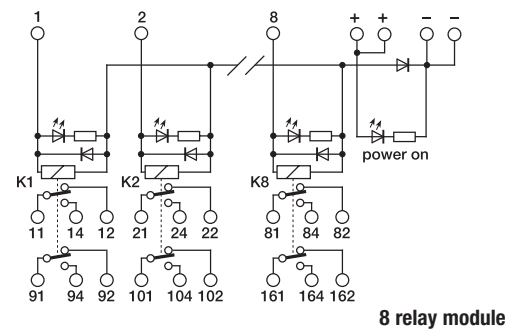 1 2 8 + + − −
power on
K1 K2 K8
11 14 12 21 24 22 81 84 82
91 94 92 101 104 102 161 164 162
8 relay module